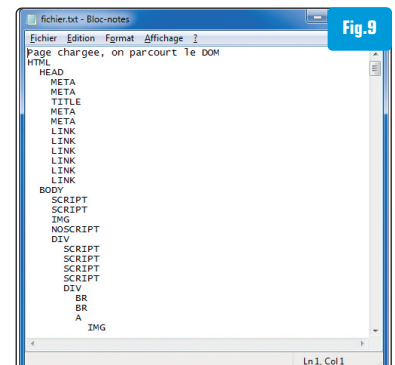 fichier.txt - Bloc-notes
Fig.9
Fichier Edition Format Affichage ?
Page chargee, on parcourt le DOM
HTML
HEAD
META
META
TITLE
META
META
LINK
LINK
LINK
LINK
LINK
BODY
SCRIPT
SCRIPT
IMG
NOSCRIPT
DIV
SCRIPT
SCRIPT
SCRIPT
SCRIPT
DIV
BR
BR
A
IMG
Ln 1, Col 1